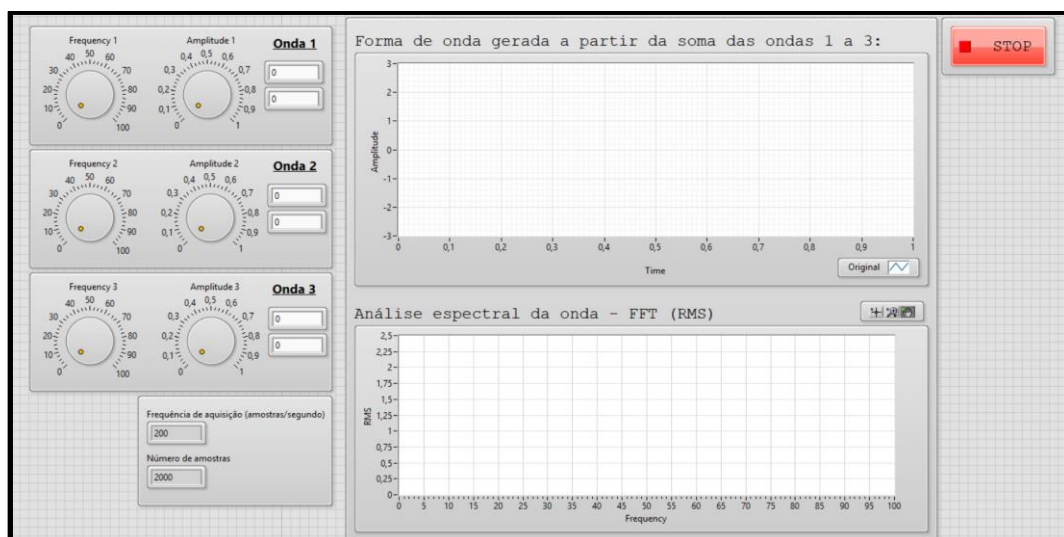 Frequency 1
0 10 20 30 40 50 60 70 80 90 100
Amplitude 1
0 0,1 0,2 0,3 0,4 0,5 0,6 0,7 0,8 0,9 1
Onda 1
0
0
Frequency 2
0 10 20 30 40 50 60 70 80 90 100
Amplitude 2
0 0,1 0,2 0,3 0,4 0,5 0,6 0,7 0,8 0,9 1
Onda 2
0
0
Frequency 3
0 10 20 30 40 50 60 70 80 90 100
Amplitude 3
0 0,1 0,2 0,3 0,4 0,5 0,6 0,7 0,8 0,9 1
Onda 3
0
0
Frequência de aquisição (amostras/segundo)
200
Número de amostras
2000
Forma de onda gerada a partir da soma das ondas 1 a 3:
Amplitude
3
2
1
0
-1
-2
-3
0 0,1 0,2 0,3 0,4 0,5 0,6 0,7 0,8 0,9 1
Time
Original
Análise espectral da onda - FFT (RMS)
RMS
2,5
2,25
2
1,75
1,5
1,25
1
0,75
0,5
0,25
0
0 5 10 15 20 25 30 35 40 45 50 55 60 65 70 75 80 85 90 95 100
Frequency
STOP